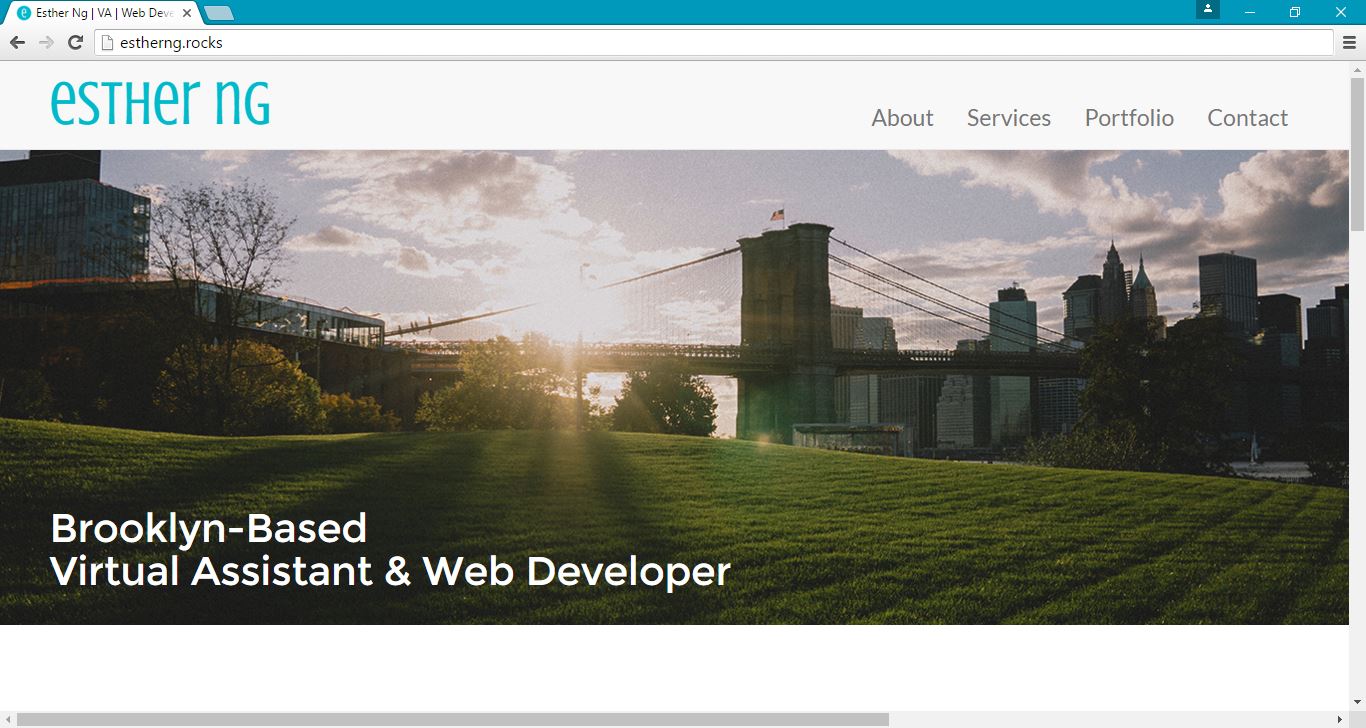 Esther Ng | VA | Web Deve
estherng.rocks
esther ng
About Services Portfolio Contact
Brooklyn-Based
Virtual Assistant & Web Developer